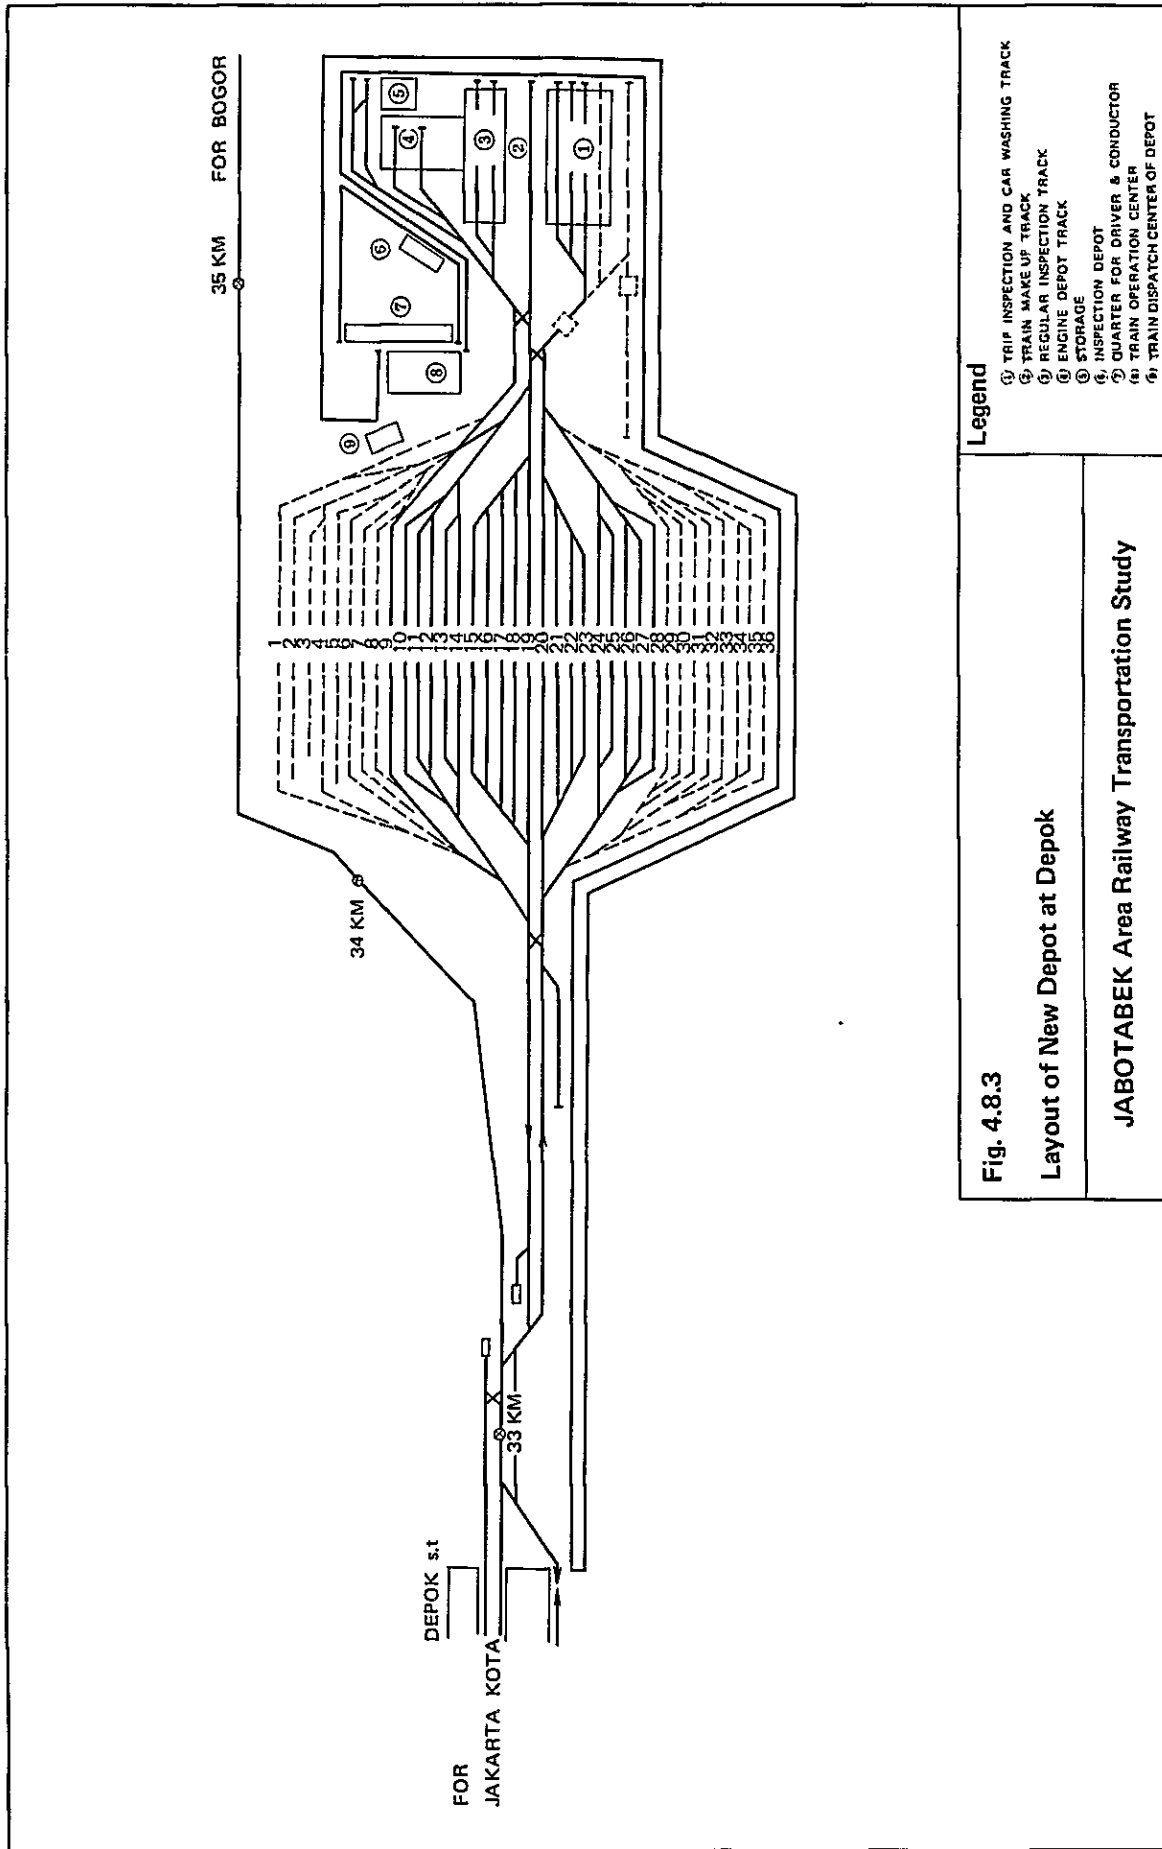 FOR BOGOR
35 KM
34 KM
33 KM
DEPOK s.t
FOR
JAKARTA KOTA
1
2
3
4
5
6
7
8
9
10
11
12
13
14
15
16
17
18
19
20
21
22
23
24
25
26
27
28
29
30
31
32
33
34
35
36
①
②
③
④
⑤
⑥
⑦
⑧
⑨
Fig. 4.8.3
Layout of New Depot at Depok
JABOTABEK Area Railway Transportation Study
Legend
① TRIP INSPECTION AND CAR WASHING TRACK
② TRAIN MAKE UP TRACK
③ REGULAR INSPECTION TRACK
④ ENGINE DEPOT TRACK
⑤ STORAGE
⑥ INSPECTION DEPOT
⑦ QUARTER FOR DRIVER & CONDUCTOR
⑧ TRAIN OPERATION CENTER
⑨ TRAIN DISPATCH CENTER OF DEPOT